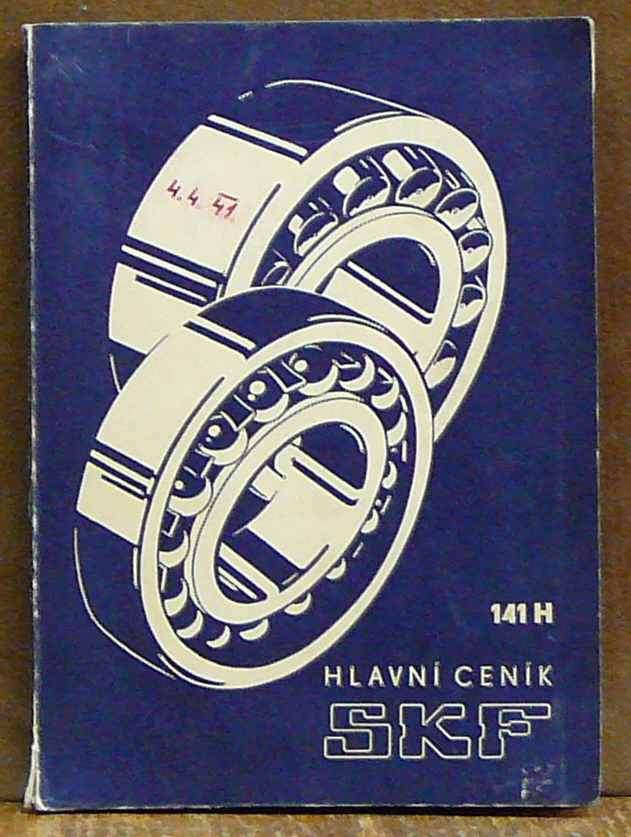 4.4.41.
141 H
HLAVNÍ CENÍK
SKF